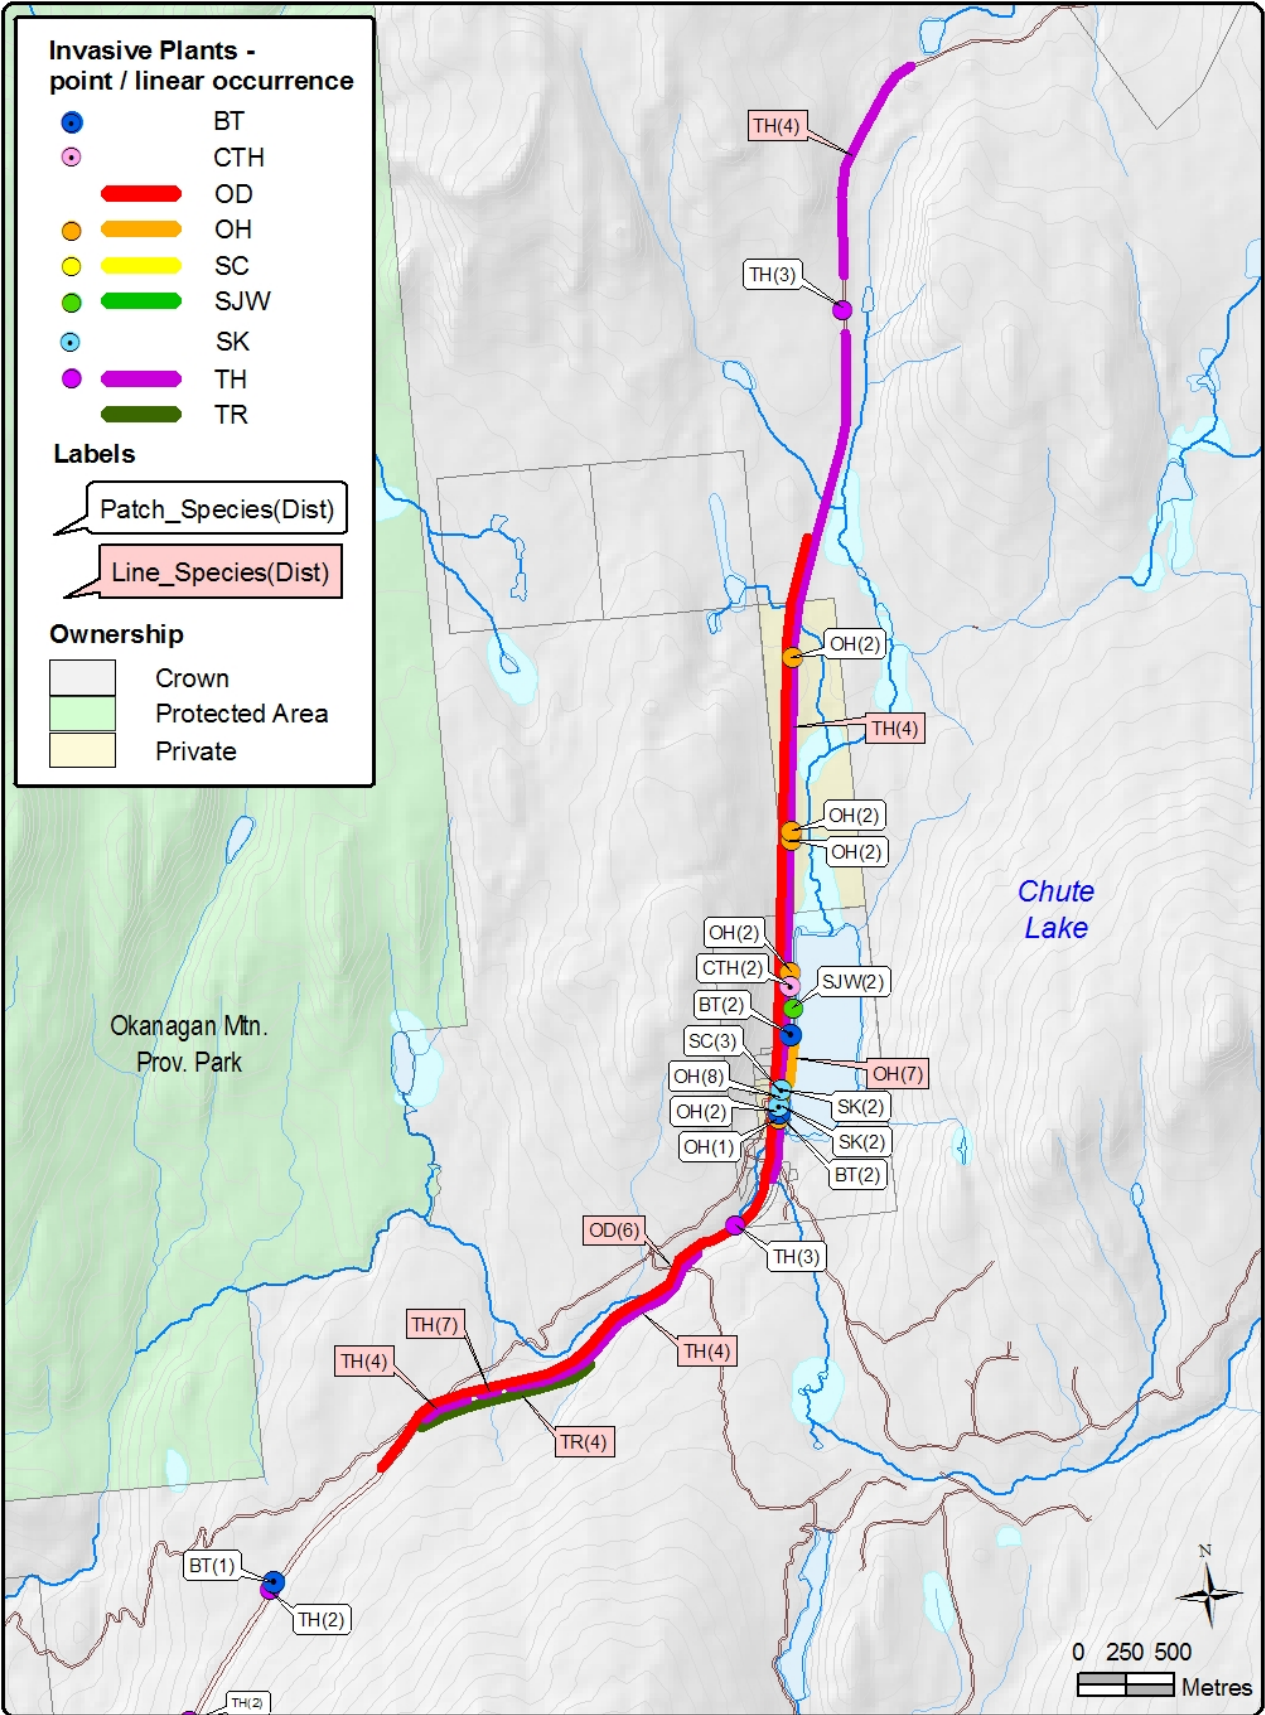 Invasive Plants -
point / linear occurrence
BT
CTH
OD
OH
SC
SJW
SK
TH
TR
Labels
Patch_Species(Dist)
Line_Species(Dist)
Ownership
Crown
Protected Area
Private
TH(4)
TH(3)
OH(2)
TH(4)
OH(2)
OH(2)
Chute
Lake
OH(2)
CTH(2)
SJW(2)
BT(2)
SC(3)
OH(7)
OH(8)
SK(2)
OH(2)
SK(2)
OH(1)
BT(2)
Okanagan Mtn.
Prov. Park
OD(6)
TH(3)
TH(7)
TH(4)
TH(4)
TR(4)
BT(1)
TH(2)
TH(2)
N
0 250 500
Metres